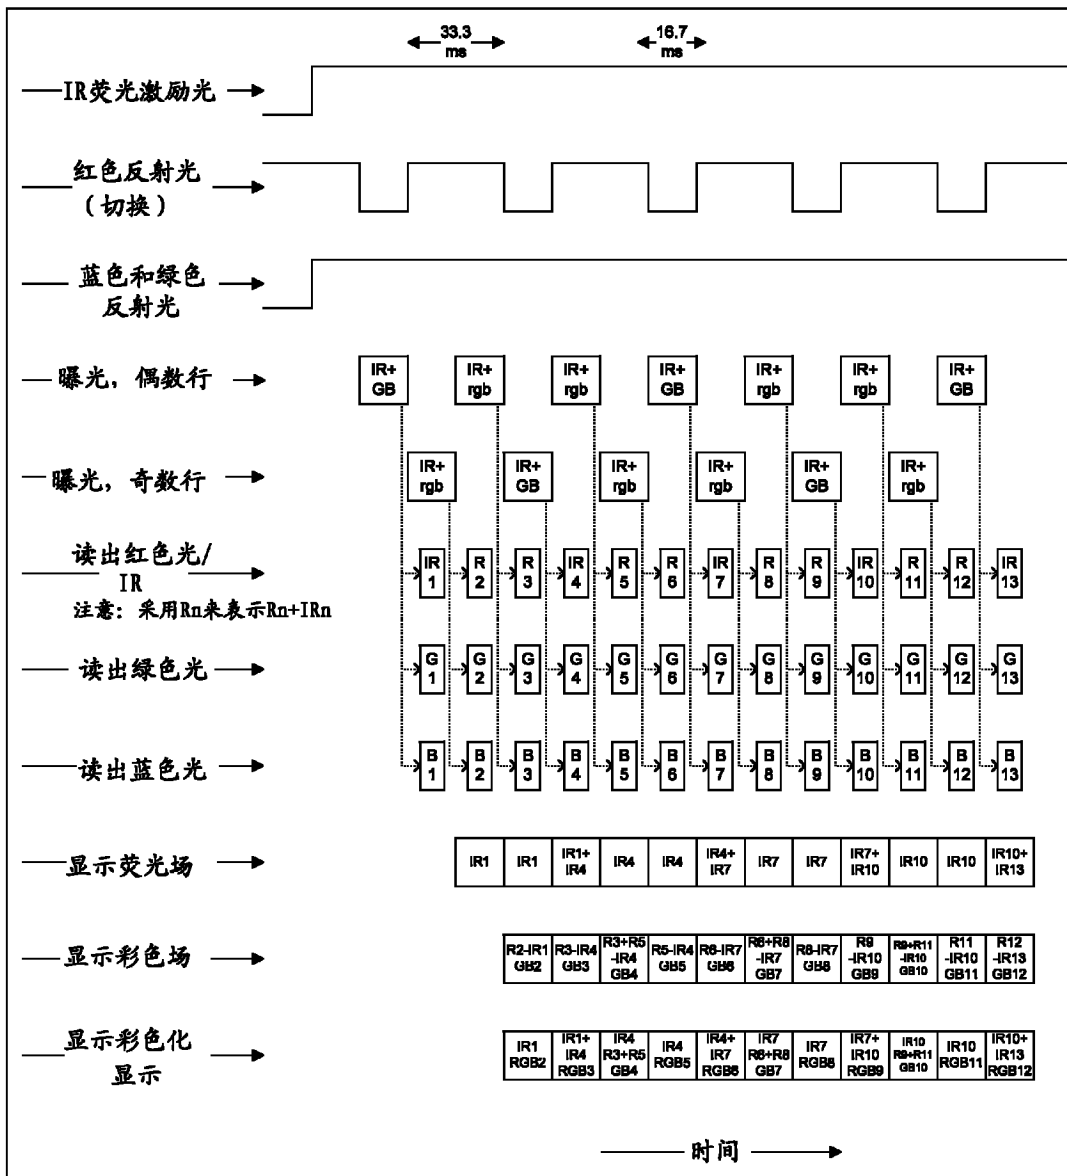 33.3
ms
16.7
ms
IR荧光激励光
红色反射光
（切换）
蓝色和绿色
反射光
曝光，偶数行
IR+
GB
IR+
rgb
IR+
rgb
IR+
GB
IR+
rgb
IR+
rgb
IR+
GB
曝光，奇数行
IR+
rgb
IR+
GB
IR+
rgb
IR+
rgb
IR+
GB
IR+
rgb
读出红色光/
IR
注意：采用Rn来表示Rn+IRn
IR
1
R
2
R
3
IR
4
R
5
R
6
IR
7
R
8
R
9
IR
10
R
11
R
12
IR
13
读出绿色光
G
1
G
2
G
3
G
4
G
5
G
6
G
7
G
8
G
9
G
10
G
11
G
12
G
13
读出蓝色光
B
1
B
2
B
3
B
4
B
5
B
6
B
7
B
8
B
9
B
10
B
11
B
12
B
13
显示荧光场
IR1
IR1
IR1+
IR4
IR4
IR4
IR4+
IR7
IR7
IR7
IR7+
IR10
IR10
IR10
IR10+
IR13
显示彩色场
R2-IR1
GB2
R3-IR4
GB3
R3+R5
-IR4
GB4
R5-IR4
GB5
R6-IR7
GB6
R6+R8
-IR7
GB7
R8-IR7
GB8
R9
-IR10
GB9
R9+R11
-IR10
GB10
R11
-IR10
GB11
R12
-IR13
GB12
显示彩色化
显示
IR1
RGB2
IR1+
IR4
RGB3
IR4
R3+R5
GB4
IR4
RGB5
IR4+
IR7
RGB6
IR7
R6+R8
GB7
IR7
RGB8
IR7+
IR10
RGB9
IR10
R9+R11
GB10
IR10
RGB11
IR10+
IR13
RGB12
时间